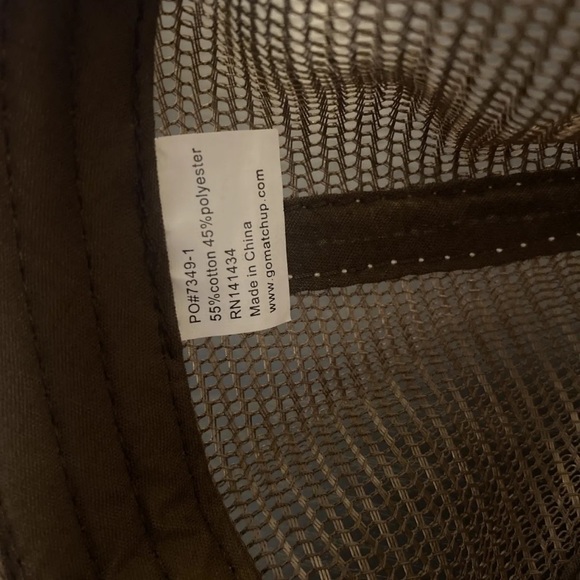 PO#7349-1
55%cotton 45%polyester
RN141434
Made in China
www.gomatchup.com